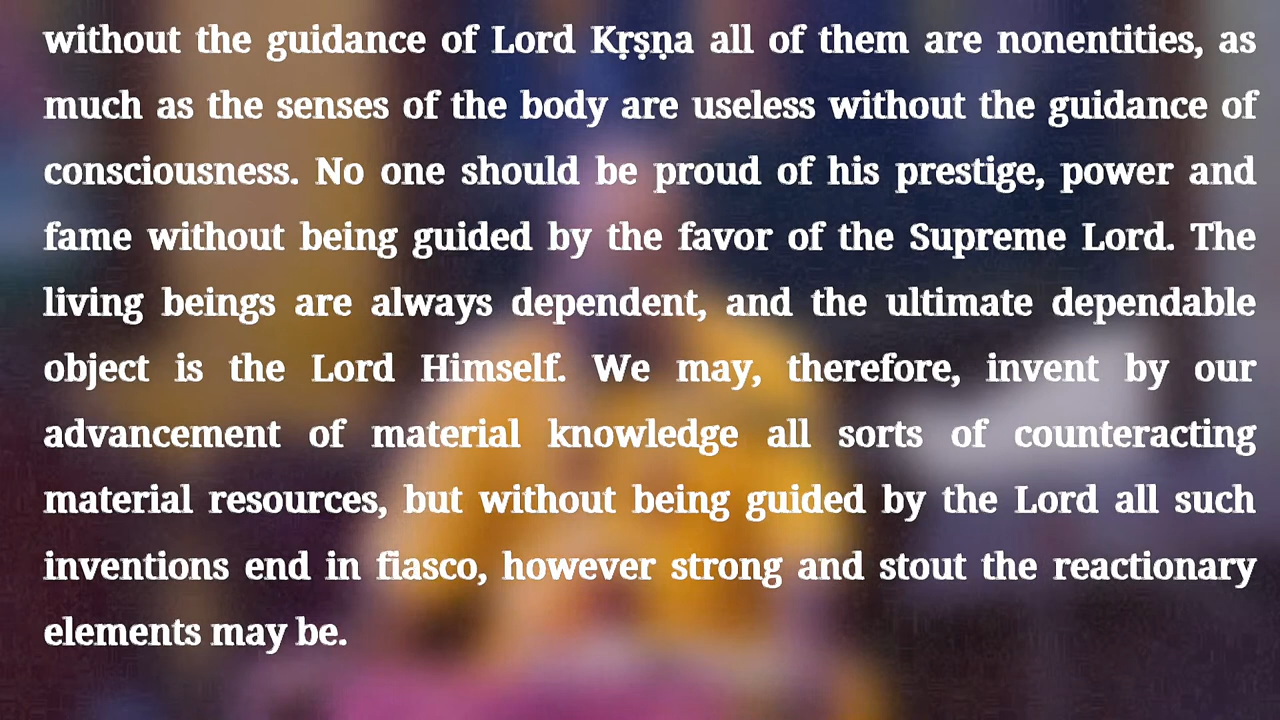 without the guidance of Lord Kṛṣṇa all of them are nonentities, as
much as the senses of the body are useless without the guidance of
consciousness. No one should be proud of his prestige, power and
fame without being guided by the favor of the Supreme Lord. The
living beings are always dependent, and the ultimate dependable
object is the Lord Himself. We may, therefore, invent by our
advancement of material knowledge all sorts of counteracting
material resources, but without being guided by the Lord all such
inventions end in fiasco, however strong and stout the reactionary
elements may be.